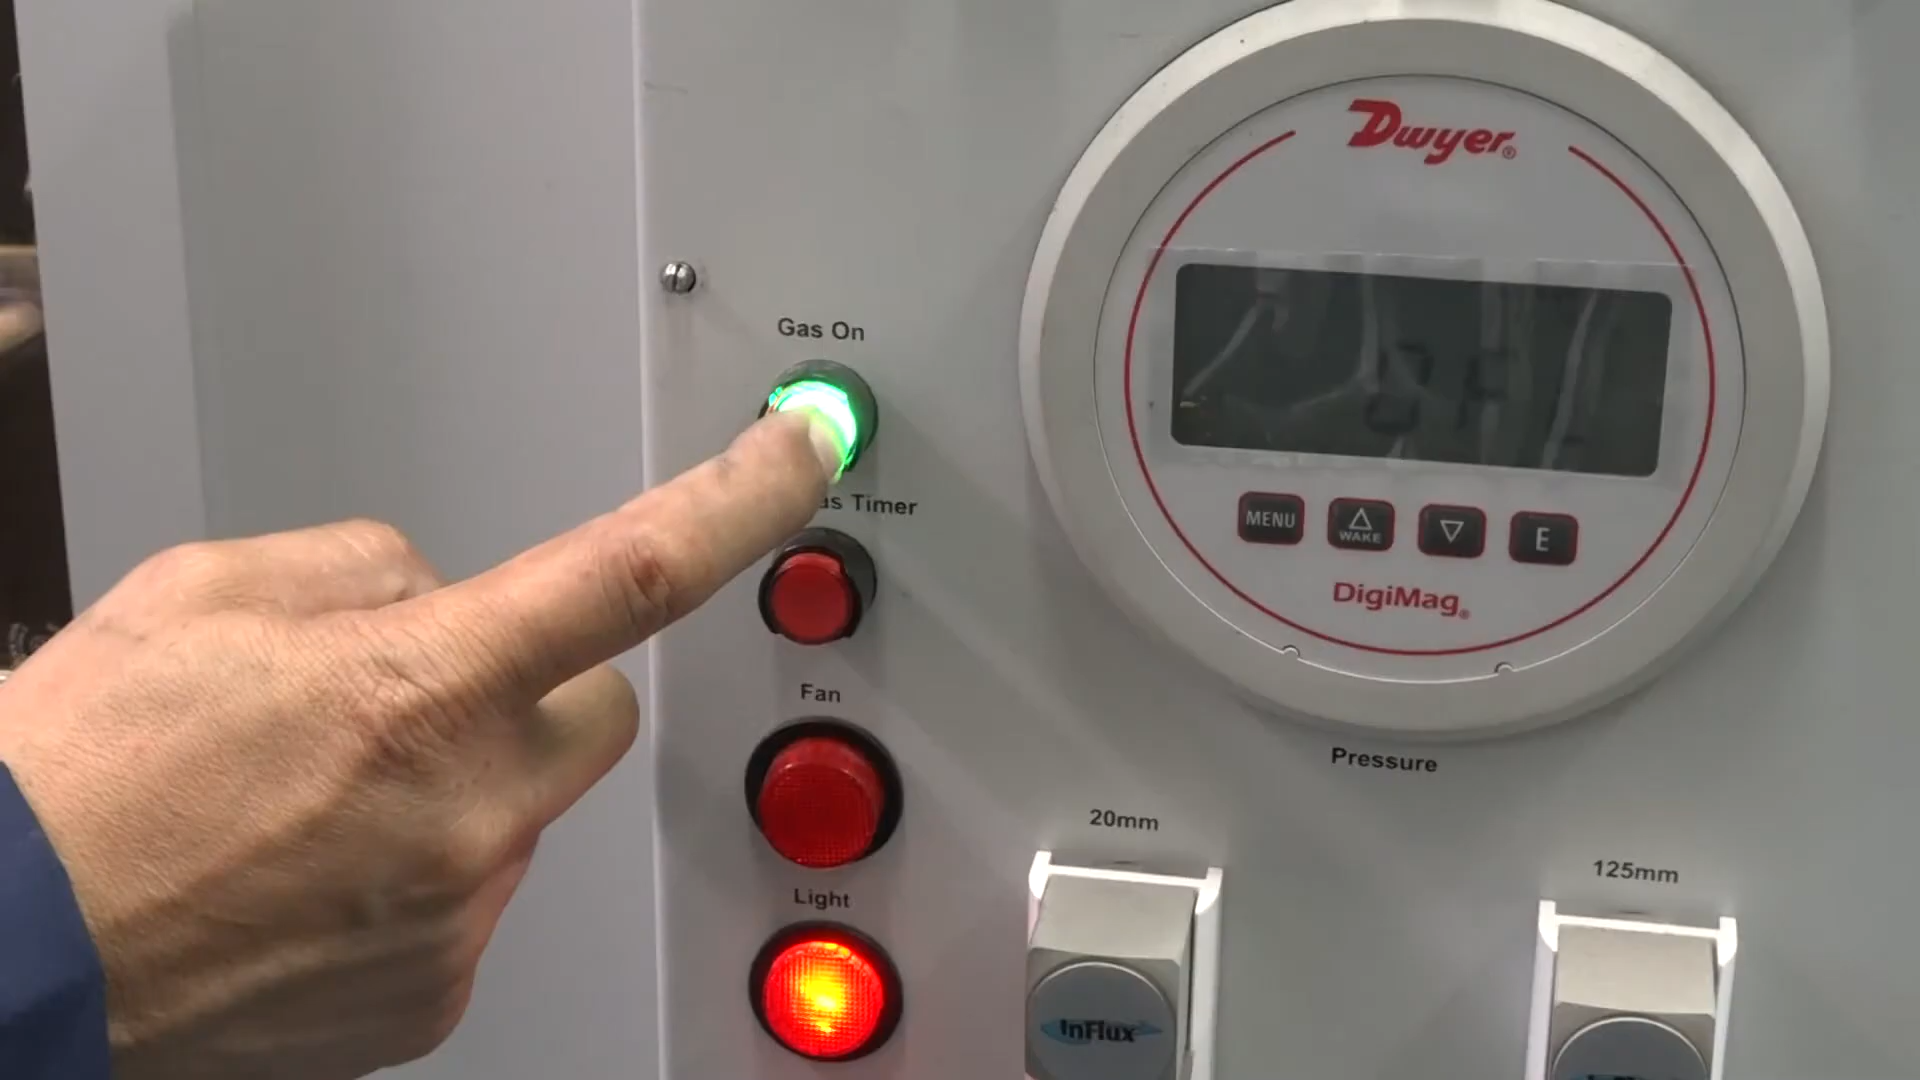 Dwyer®
Gas On
as Timer
MENU
WAKE
E
DigiMag®
Fan
Pressure
20mm
125mm
Light
InFlux